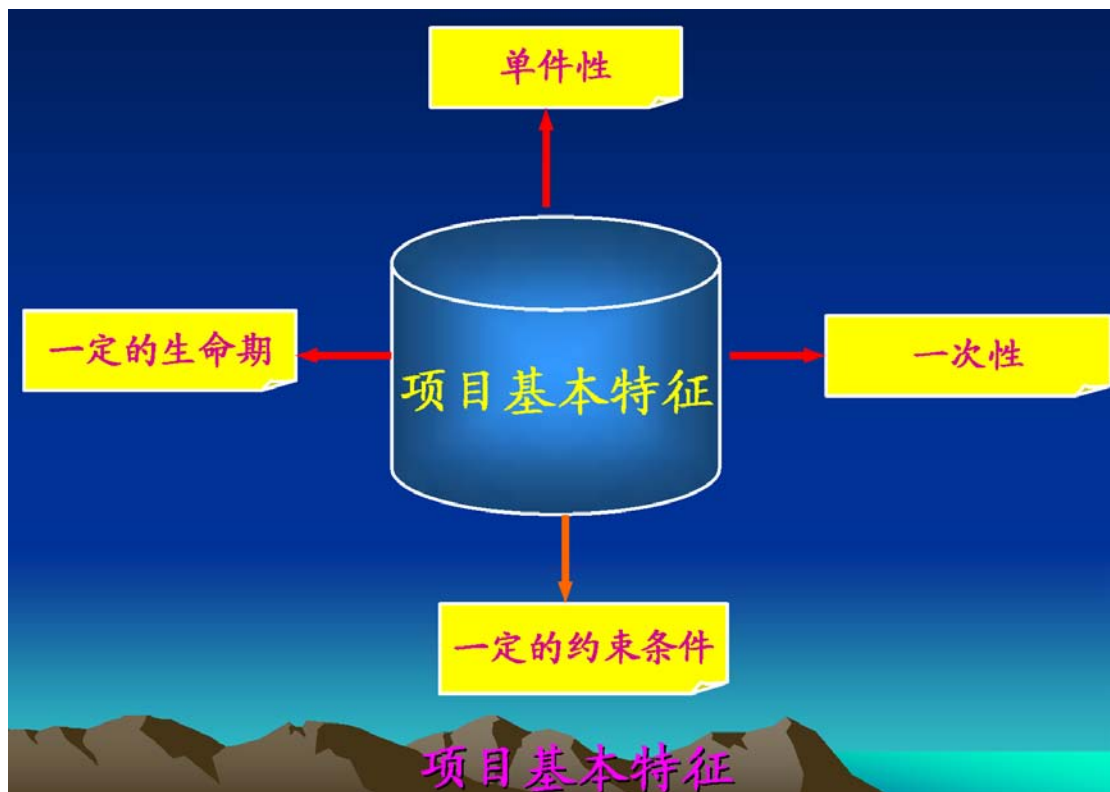 单件性
一定的生命期
项目基本特征
一次性
一定的约束条件
项目基本特征